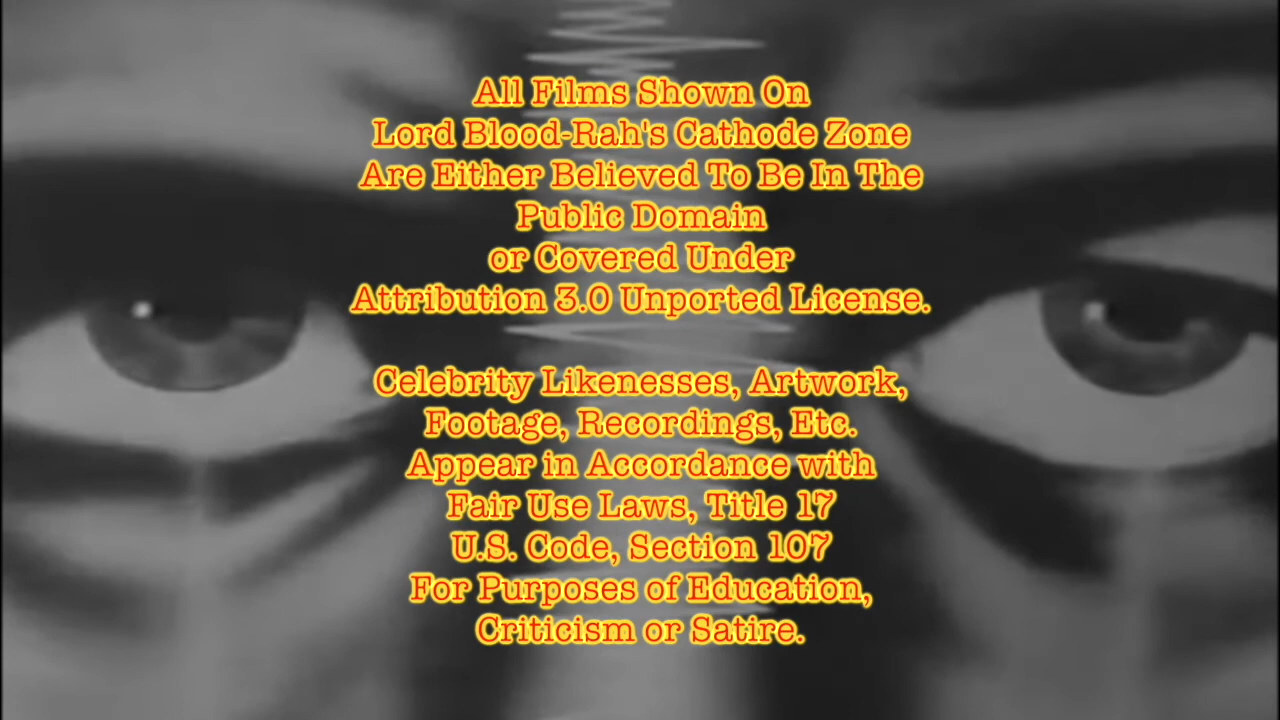 All Films Shown On
Lord Blood-Rah's Cathode Zone
Are Either Believed To Be In The
Public Domain
or Covered Under
Attribution 3.0 Unported License.
Celebrity Likenesses, Artwork,
Footage, Recordings, Etc.
Appear in Accordance with
Fair Use Laws, Title 17
U.S. Code, Section 107
For Purposes of Education,
Criticism or Satire.